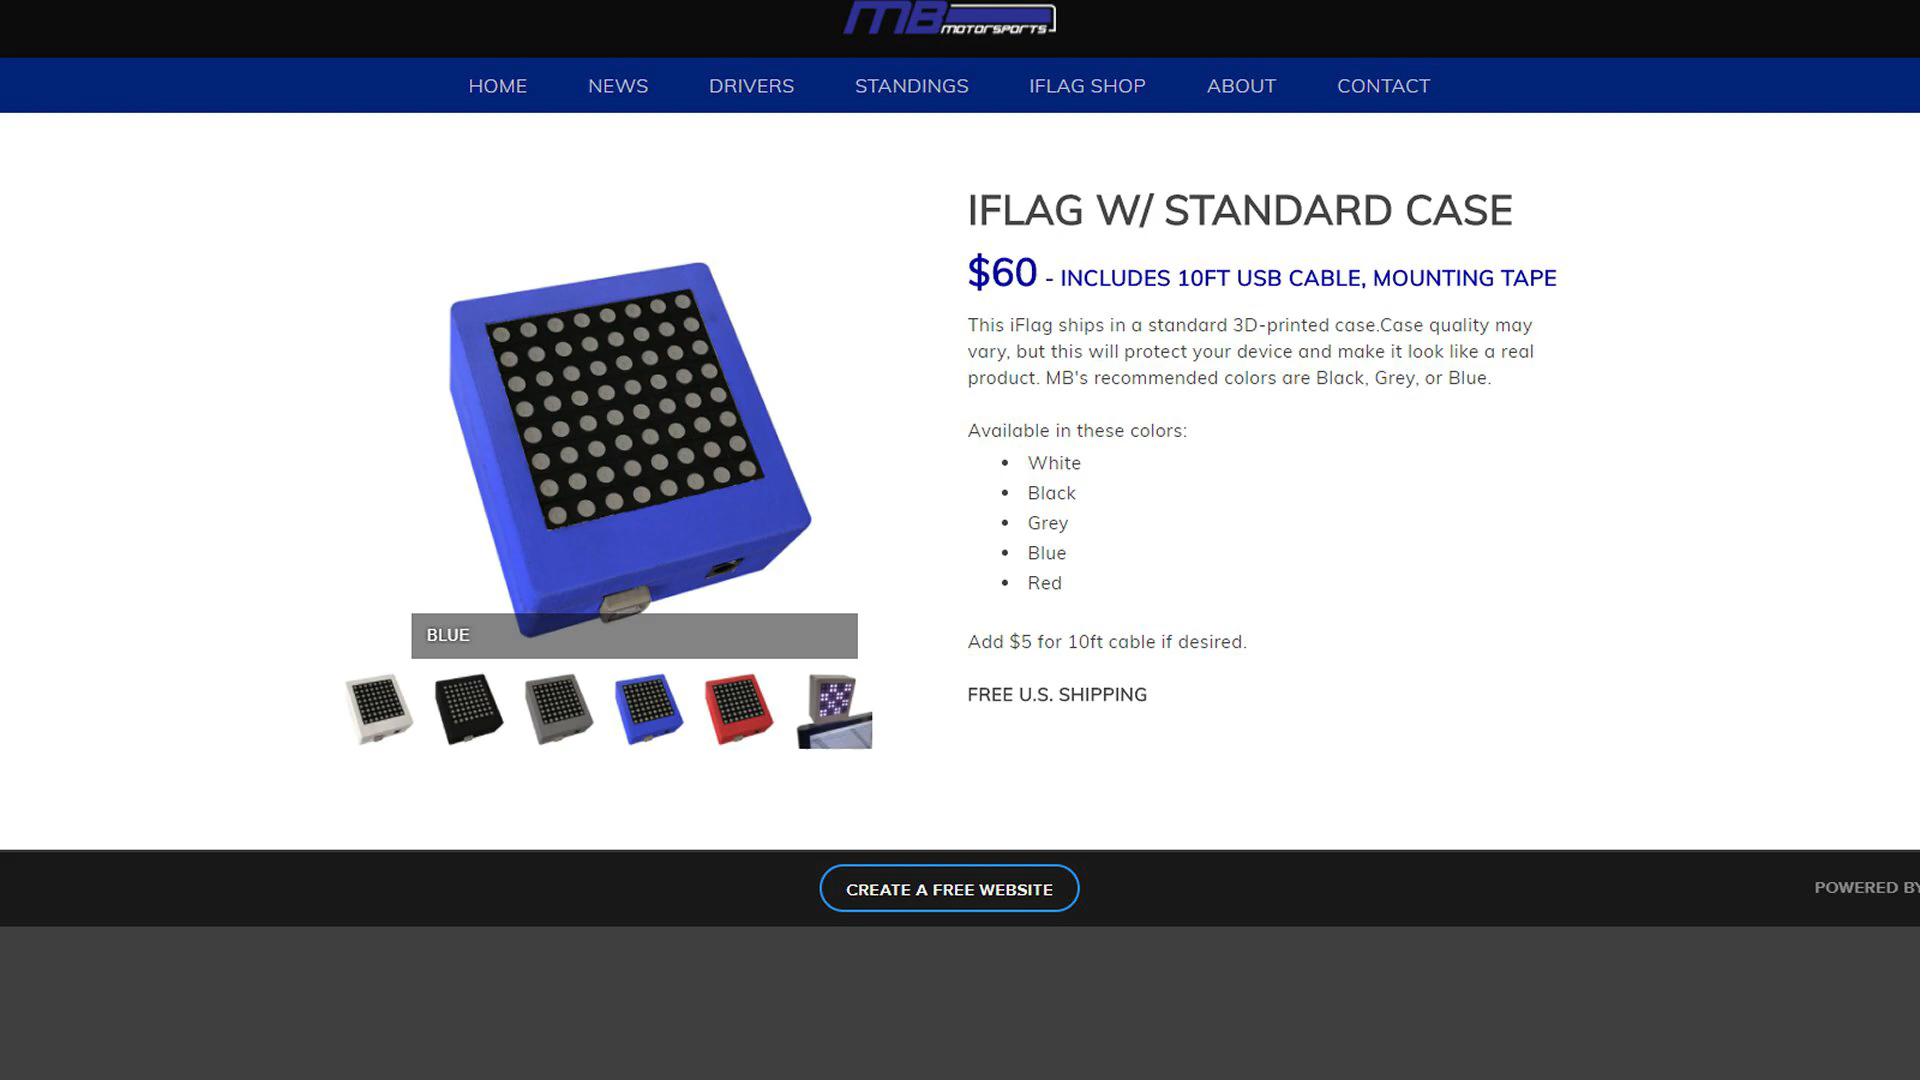 MB MOTORSPORTS
HOME NEWS DRIVERS STANDINGS IFLAG SHOP ABOUT CONTACT
IFLAG W/ STANDARD CASE
$60 - INCLUDES 10FT USB CABLE, MOUNTING TAPE
This iFlag ships in a standard 3D-printed case.Case quality may
vary, but this will protect your device and make it look like a real
product. MB's recommended colors are Black, Grey, or Blue.
Available in these colors:
• White
• Black
• Grey
• Blue
• Red
Add $5 for 10ft cable if desired.
FREE U.S. SHIPPING
BLUE
CREATE A FREE WEBSITE
POWERED BY